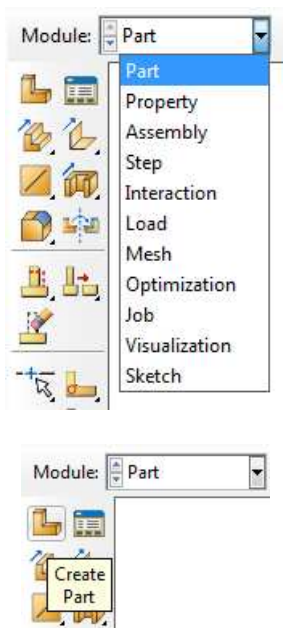 Module: Part
Part
Property
Assembly
Step
Interaction
Load
Mesh
Optimization
Job
Visualization
Sketch
Module: Part
Create
Part